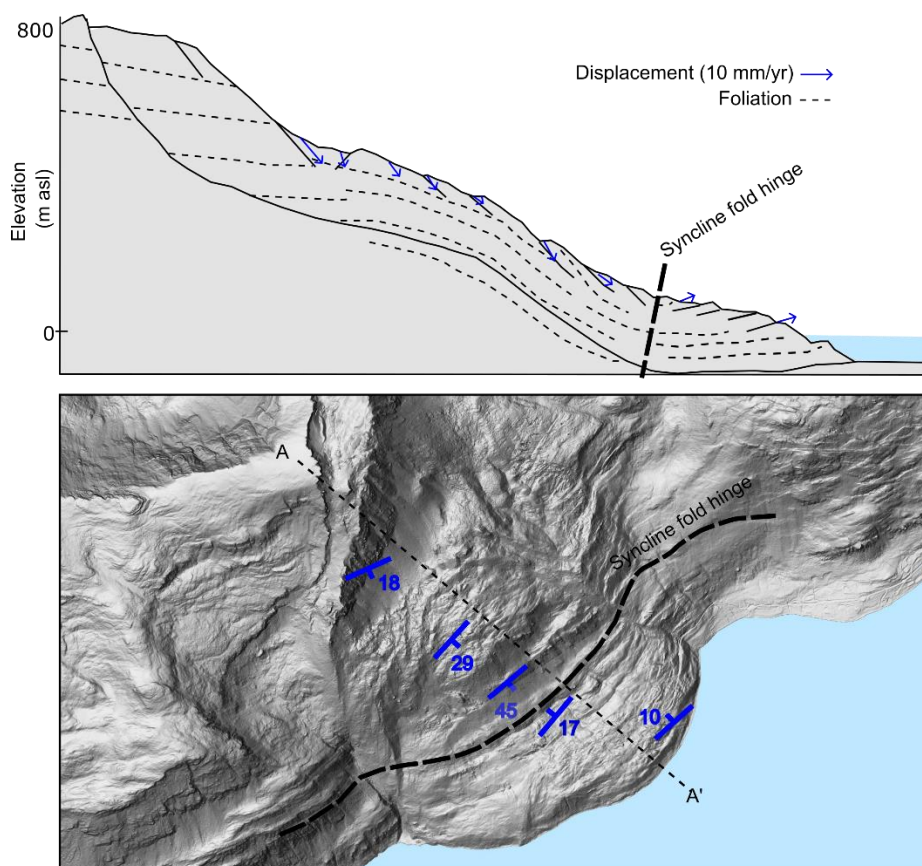 800
Displacement (10 mm/yr)
Foliation
Elevation
(m asl)
Syncline fold hinge
0
A
Syncline fold hinge
18
29
45
17
10
A'